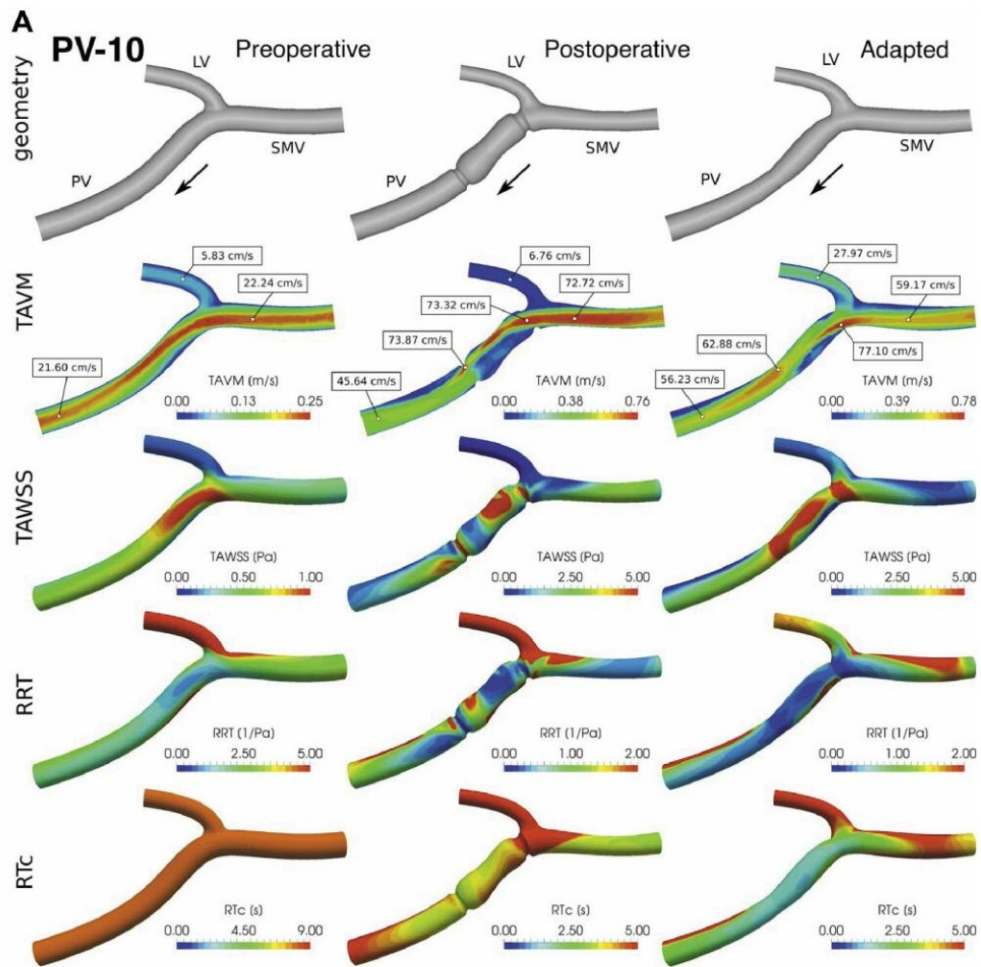 A
PV-10 Preoperative Postoperative Adapted
geometry
LV LV LV
SMV SMV SMV
PV PV PV
TAVM
5.83 cm/s 6.76 cm/s 27.97 cm/s
22.24 cm/s 73.32 cm/s 72.72 cm/s 59.17 cm/s
21.60 cm/s 73.87 cm/s 62.88 cm/s 77.10 cm/s
45.64 cm/s 56.23 cm/s
TAVM (m/s) TAVM (m/s) TAVM (m/s)
0.00 0.13 0.25 0.00 0.38 0.76 0.00 0.39 0.78
TAWSS
TAWSS (Pa) TAWSS (Pa) TAWSS (Pa)
0.00 0.50 1.00 0.00 2.50 5.00 0.00 2.50 5.00
RRT
RRT (1/Pa) RRT (1/Pa) RRT (1/Pa)
0.00 2.50 5.00 0.00 1.00 2.00 0.00 1.00 2.00
RTc
RTc (s) RTc (s) RTc (s)
0.00 4.50 9.00 0.00 2.50 5.00 0.00 2.50 5.00